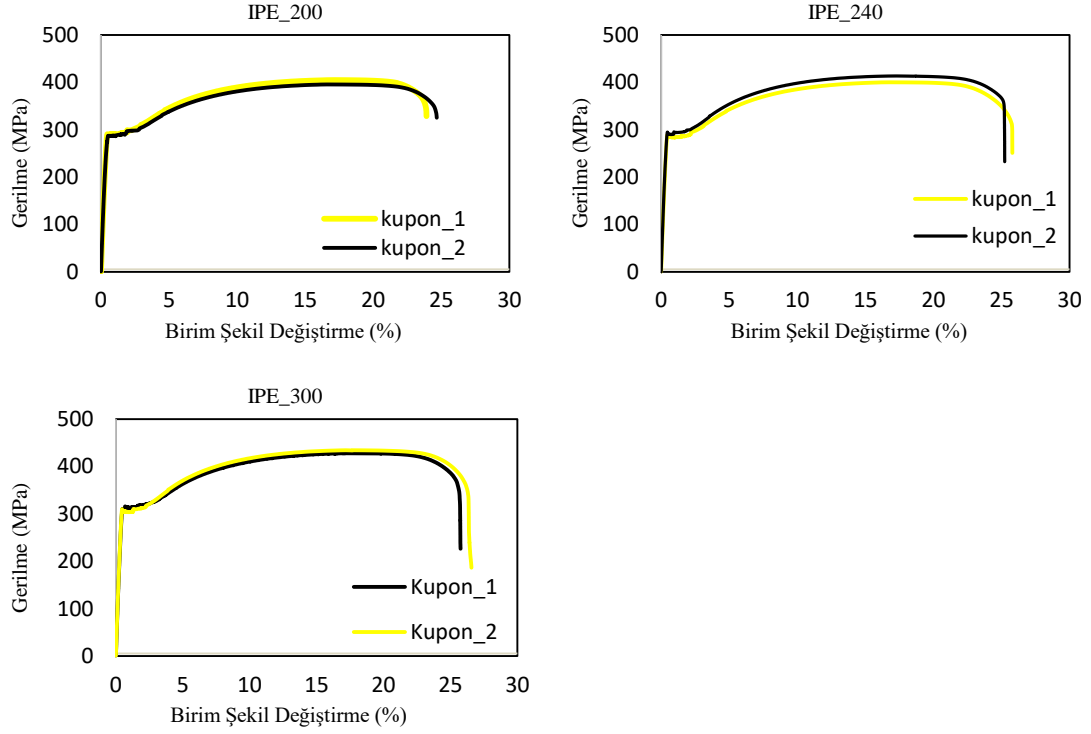 IPE_200
500
400
300
200
100
0
Gerilme (MPa)
kupon_1
kupon_2
0 5 10 15 20 25 30
Birim Şekil Değiştirme (%)
IPE_240
500
400
300
200
100
0
Gerilme (MPa)
kupon_1
kupon_2
0 5 10 15 20 25 30
Birim Şekil Değiştirme (%)
IPE_300
500
400
300
200
100
0
Gerilme (MPa)
Kupon_1
Kupon_2
0 5 10 15 20 25 30
Birim Şekil Değiştirme (%)